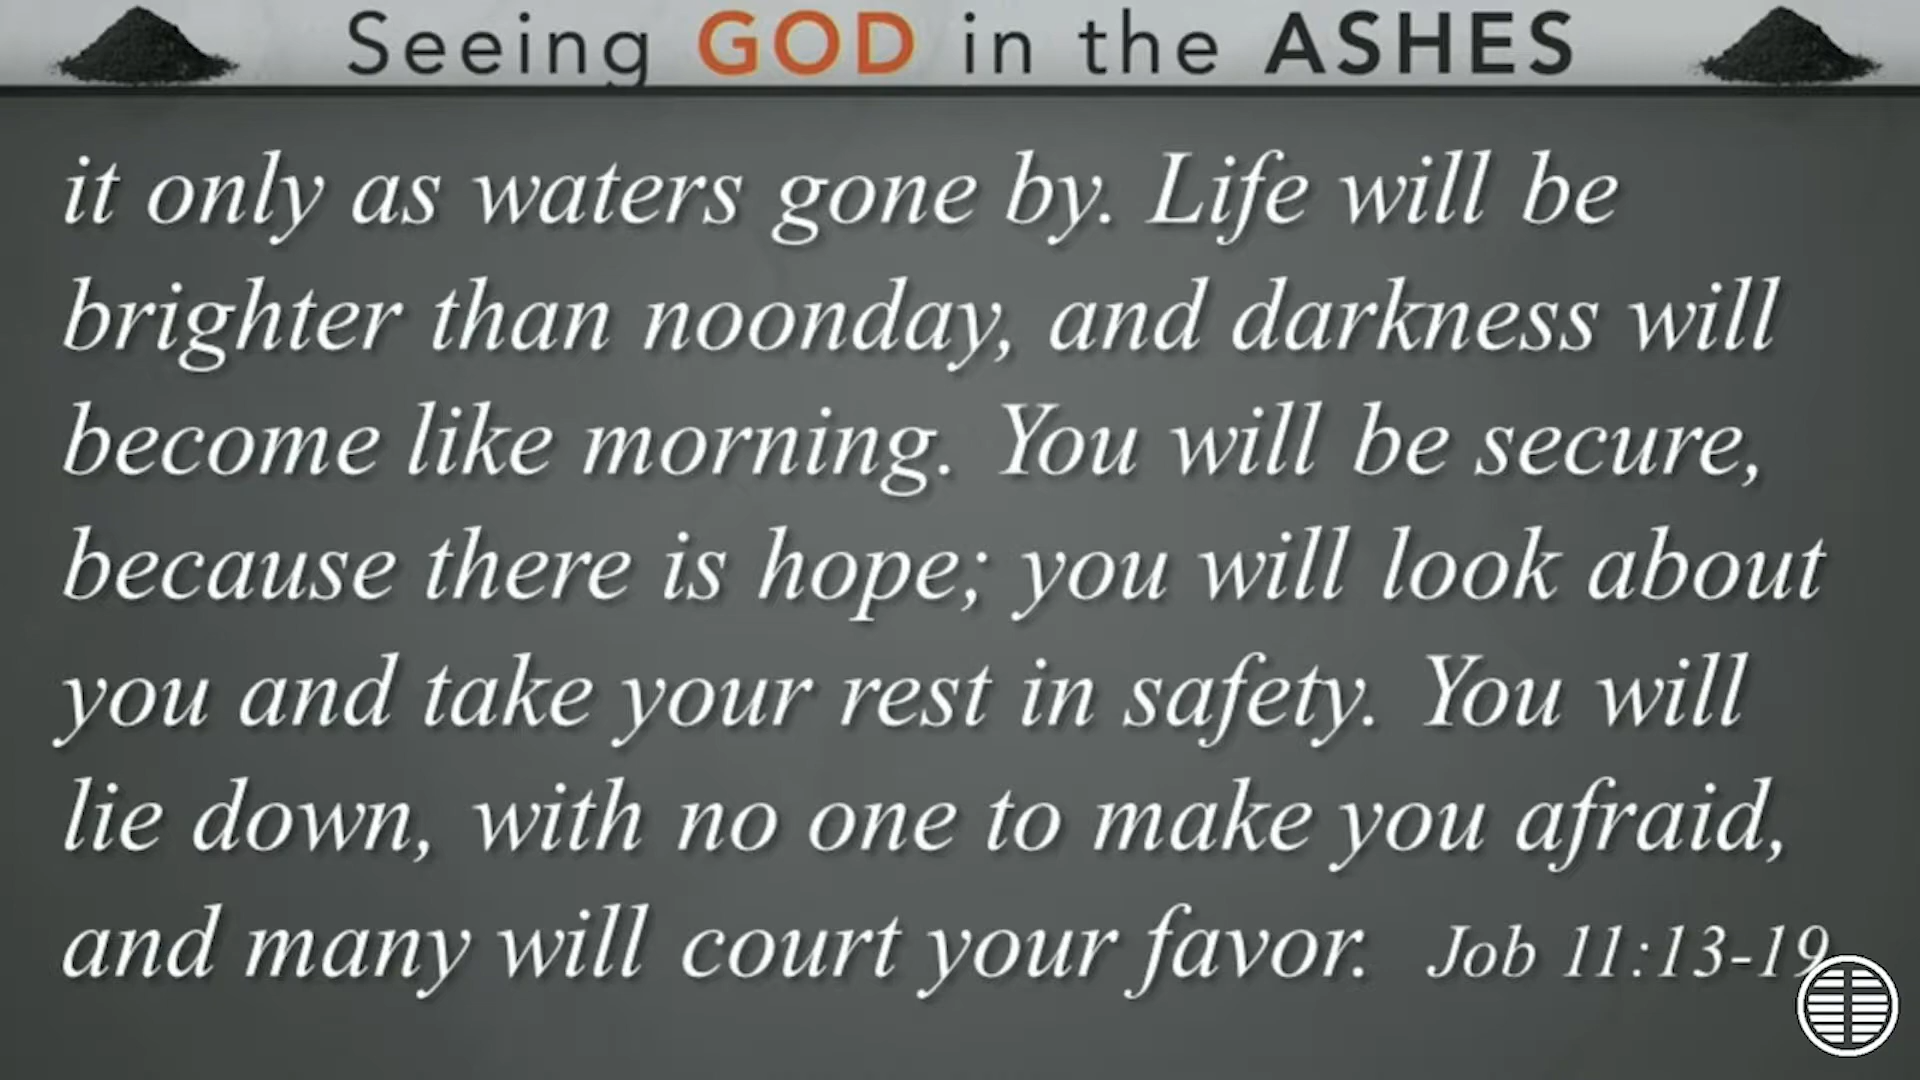 Seeing GOD in the ASHES
it only as waters gone by. Life will be
brighter than noonday, and darkness will
become like morning. You will be secure,
because there is hope; you will look about
you and take your rest in safety. You will
lie down, with no one to make you afraid,
and many will court your favor. Job 11:13-19